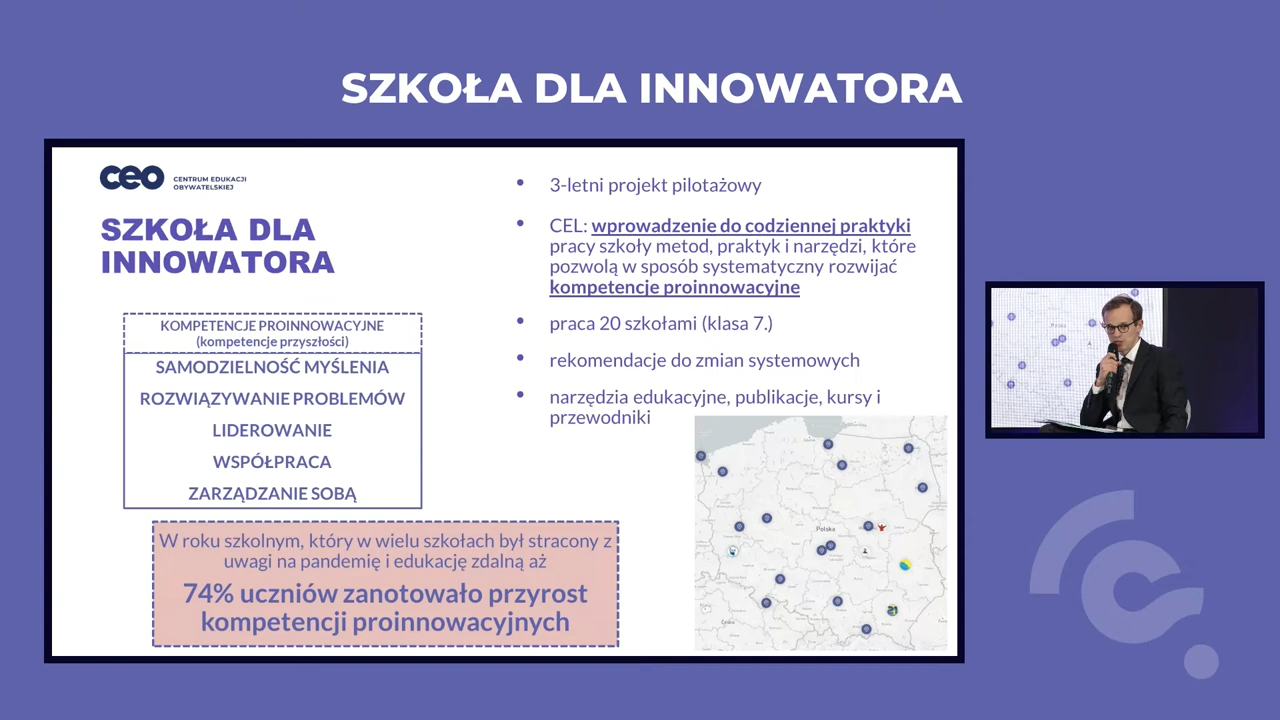 SZKOŁA DLA INNOWATORA
ceo CENTRUM EDUKACJI
OBYWATELSKIEJ
SZKOŁA DLA
INNOWATORA
KOMPETENCJE PROINNOWACYJNE
(kompetencje przyszłości)
SAMODZIELNOŚĆ MYŚLENIA
ROZWIĄZYWANIE PROBLEMÓW
LIDEROWANIE
WSPÓŁPRACA
ZARZĄDZANIE SOBĄ
W roku szkolnym, który w wielu szkołach był stracony z
uwagi na pandemię i edukację zdalną aż
74% uczniów zanotowało przyrost
kompetencji proinnowacyjnych
• 3-letni projekt pilotażowy
• CEL: wprowadzenie do codziennej praktyki
pracy szkoły metod, praktyk i narzędzi, które
pozwolą w sposób systematyczny rozwijać
kompetencje proinnowacyjne
• praca 20 szkołami (klasa 7.)
• rekomendacje do zmian systemowych
• narzędzia edukacyjne, publikacje, kursy i
przewodniki
Polska